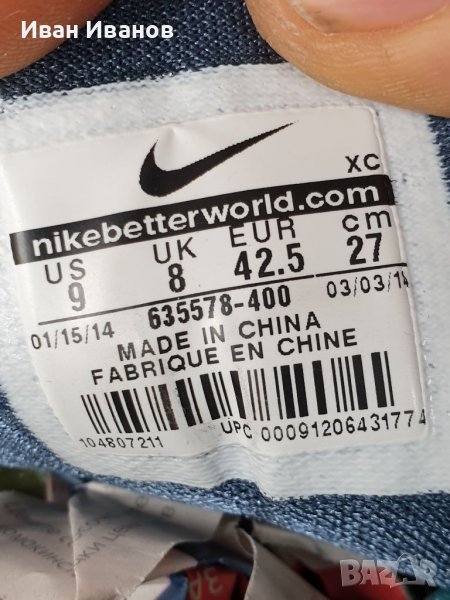 Иван Иванов
XC
nikebetterworld.com
US UK EUR cm
9 8 42.5 27
01/15/14 635578-400 03/03/14
MADE IN CHINA
FABRIQUE EN CHINE
104807211 UPC 00091206431774
BAZAR